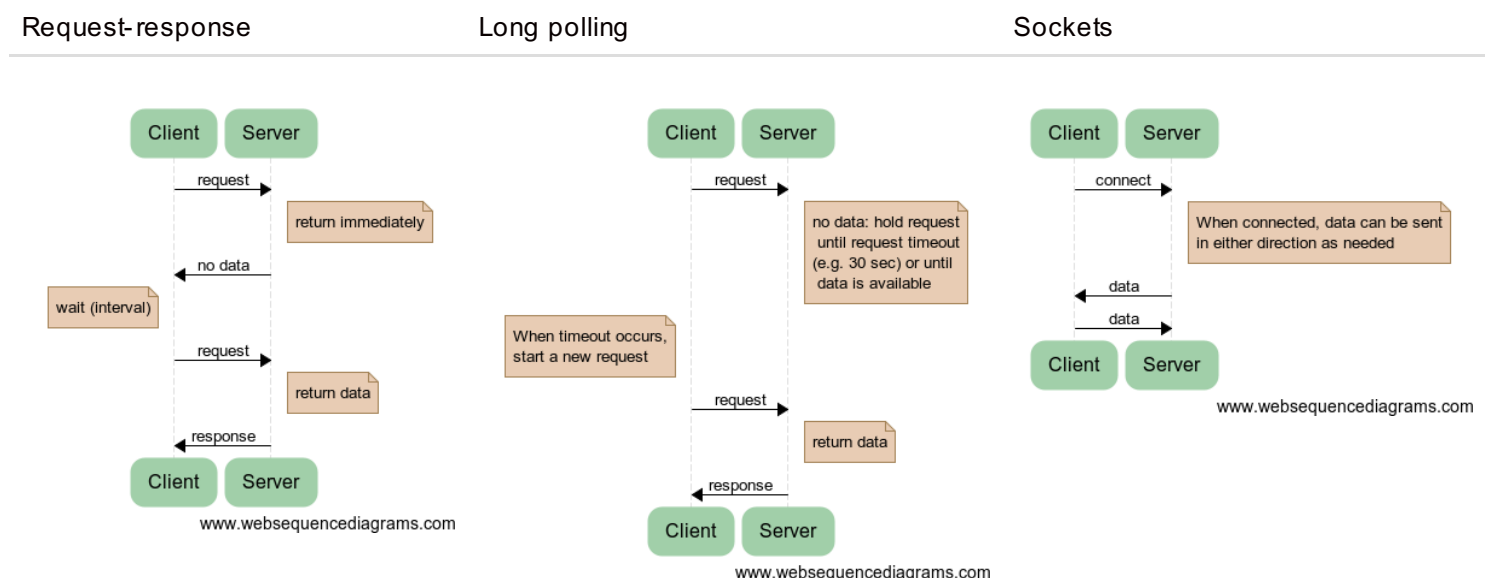 Request-response
Long polling
Sockets
Client
Server
request
return immediately
no data
wait (interval)
request
return data
response
Client
Server
www.websequencediagrams.com
Client
Server
request
no data: hold request
until request timeout
(e.g. 30 sec) or until
data is available
When timeout occurs,
start a new request
request
return data
response
Client
Server
www.websequencediagrams.com
Client
Server
connect
When connected, data can be sent
in either direction as needed
data
data
Client
Server
www.websequencediagrams.com